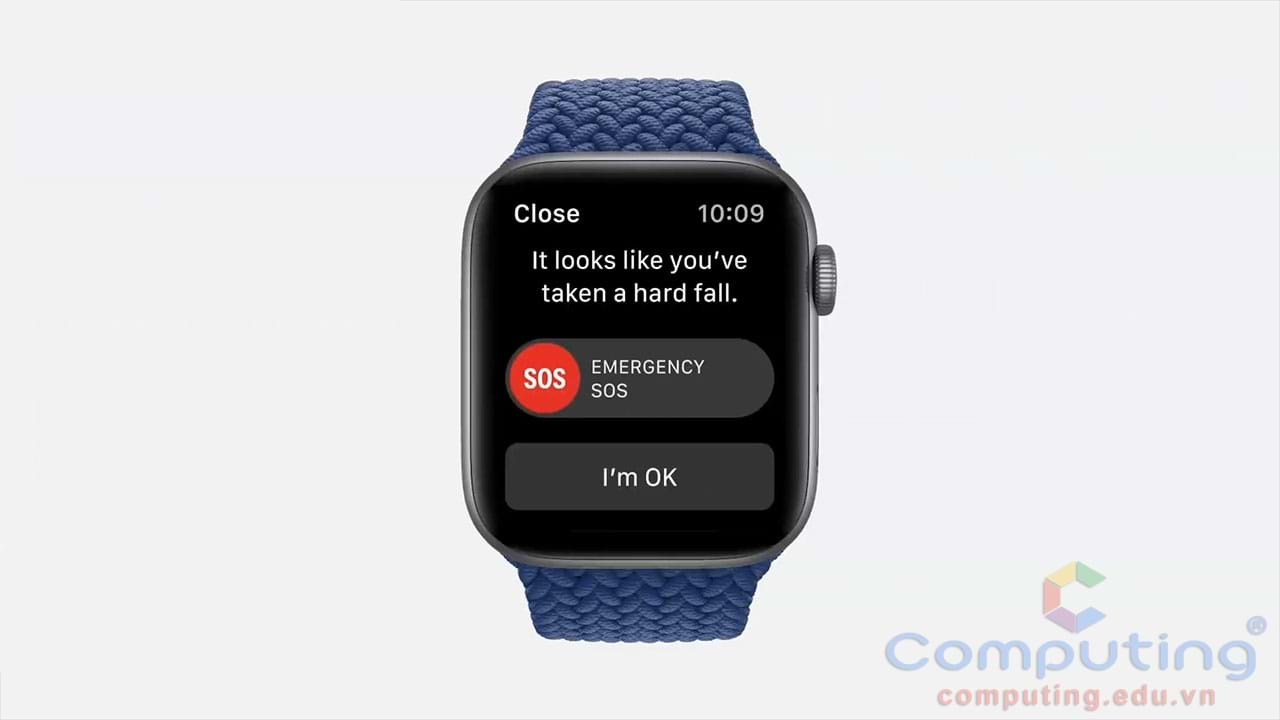 Close 10:09
It looks like you've
taken a hard fall.
SOS EMERGENCY
SOS
I'm OK
Computing®
computing.edu.vn